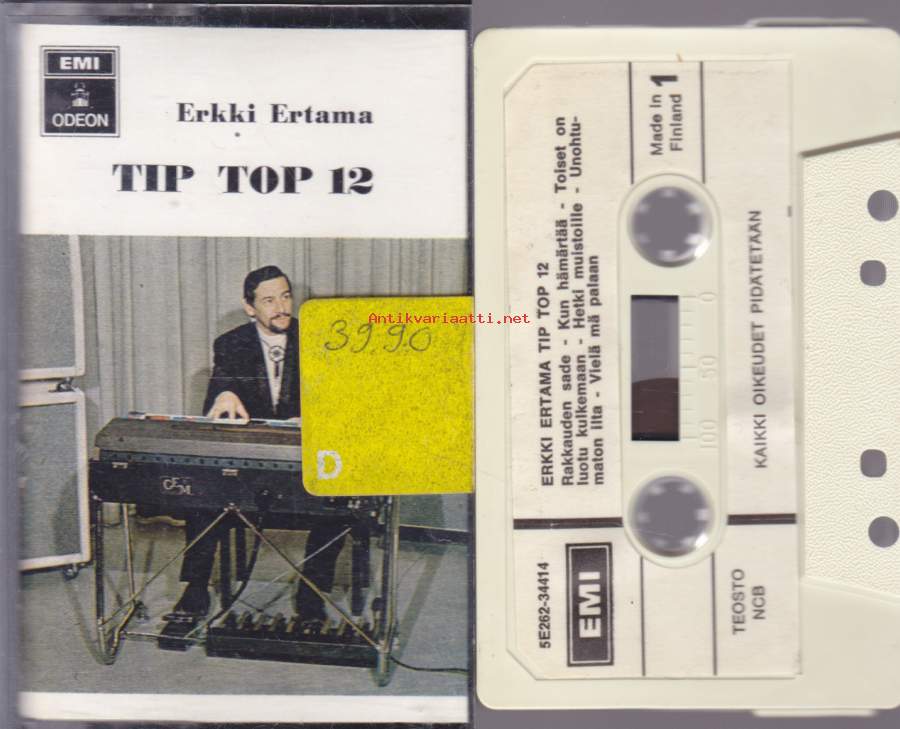 EMI
ODEON
Erkki Ertama
TIP TOP 12
39.90
Antikvariaatti.net
D
GEM
ERKKI ERTAMA TIP TOP 12
Rakkauden sade - Kun hämärtää - Toiset on
luotu kulkemaan - Hetki muistoille - Unohtu-
maton ilta - Vielä mä palaan
Made in
Finland
1
0
50
100
KAIKKI OIKEUDET PIDÄTETÄÄN
5E262-34414
EMI
TEOSTO
NCB